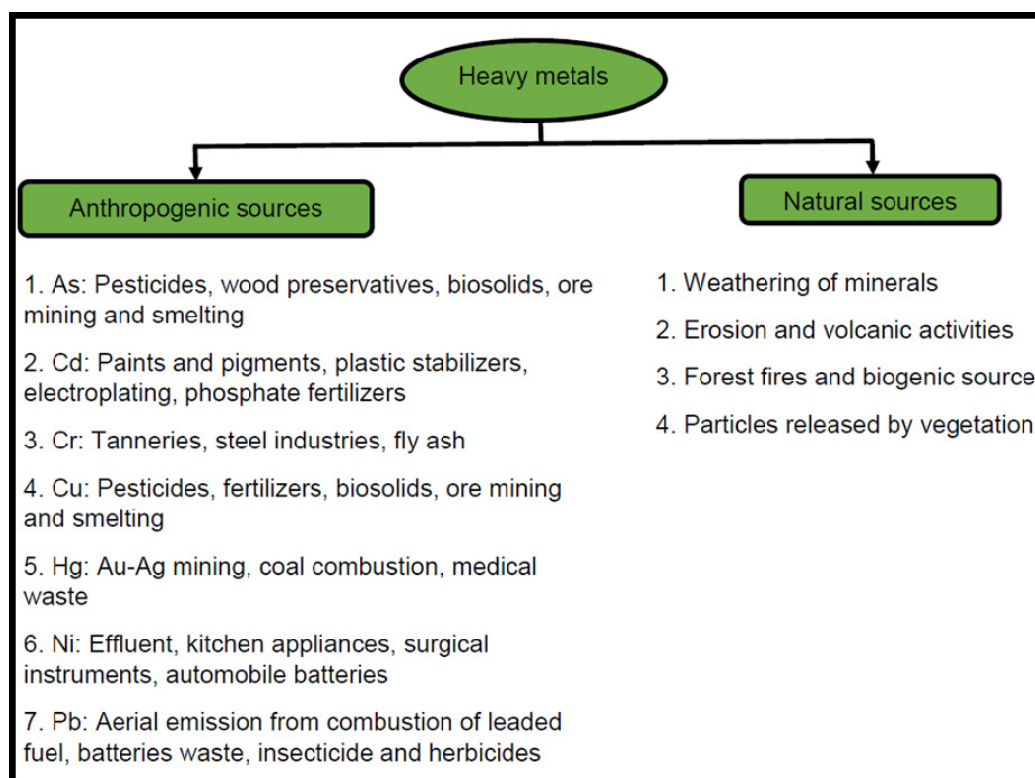 Heavy metals
Anthropogenic sources
Natural sources
1. As: Pesticides, wood preservatives, biosolids, ore
mining and smelting
2. Cd: Paints and pigments, plastic stabilizers,
electroplating, phosphate fertilizers
3. Cr: Tanneries, steel industries, fly ash
4. Cu: Pesticides, fertilizers, biosolids, ore mining
and smelting
5. Hg: Au-Ag mining, coal combustion, medical
waste
6. Ni: Effluent, kitchen appliances, surgical
instruments, automobile batteries
7. Pb: Aerial emission from combustion of leaded
fuel, batteries waste, insecticide and herbicides
1. Weathering of minerals
2. Erosion and volcanic activities
3. Forest fires and biogenic source
4. Particles released by vegetation